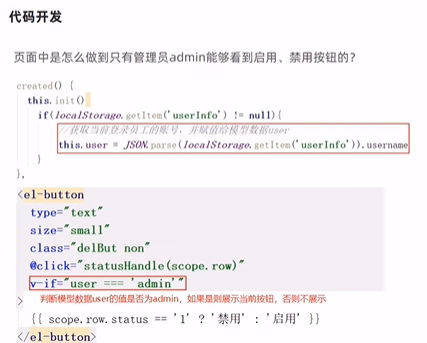 代码开发
页面中是怎么做到只有管理员admin能够看到启用、禁用按钮的?
created() {
this.init()
if(localStorage.getItem('userInfo') != null){
//获取当前登录员工的账号，并赋值给模型数据user
this.user = JSON.parse(localStorage.getItem('userInfo')).username
}
},
<el-button
type="text"
size="small"
class="delBut non"
@click="statusHandle(scope.row)"
v-if="user === 'admin'"
>
判断模型数据user的值是否为admin，如果是则展示当前按钮，否则不展示
{{ scope.row.status == '1' ? '禁用' : '启用' }}
</el-button>